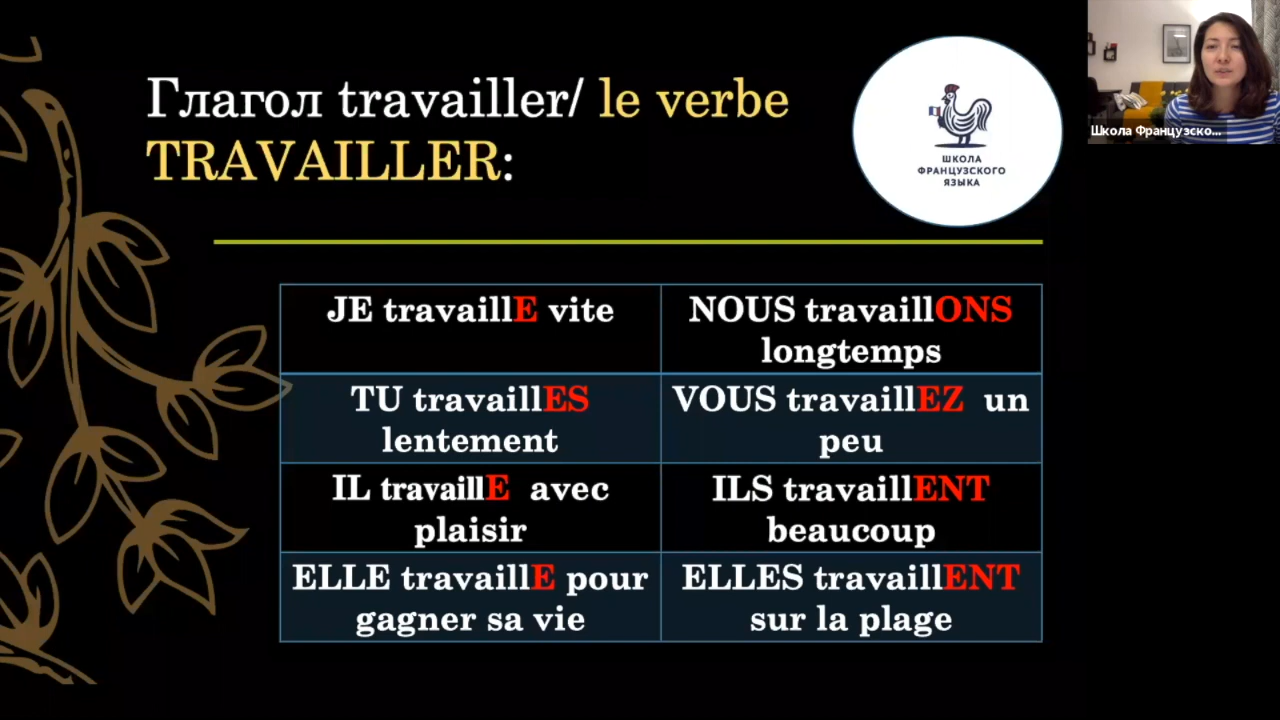 Глагол travailler/ le verbe
TRAVAILLER:
ШКОЛА
ФРАНЦУЗСКОГО
ЯЗЫКА
Школа Французско...
JE travaillE vite
NOUS travaillONS
longtemps
TU travaillES
lentement
VOUS travaillEZ un
peu
IL travaillE avec
plaisir
ILS travaillENT
beaucoup
ELLE travaillE pour
gagner sa vie
ELLES travaillENT
sur la plage